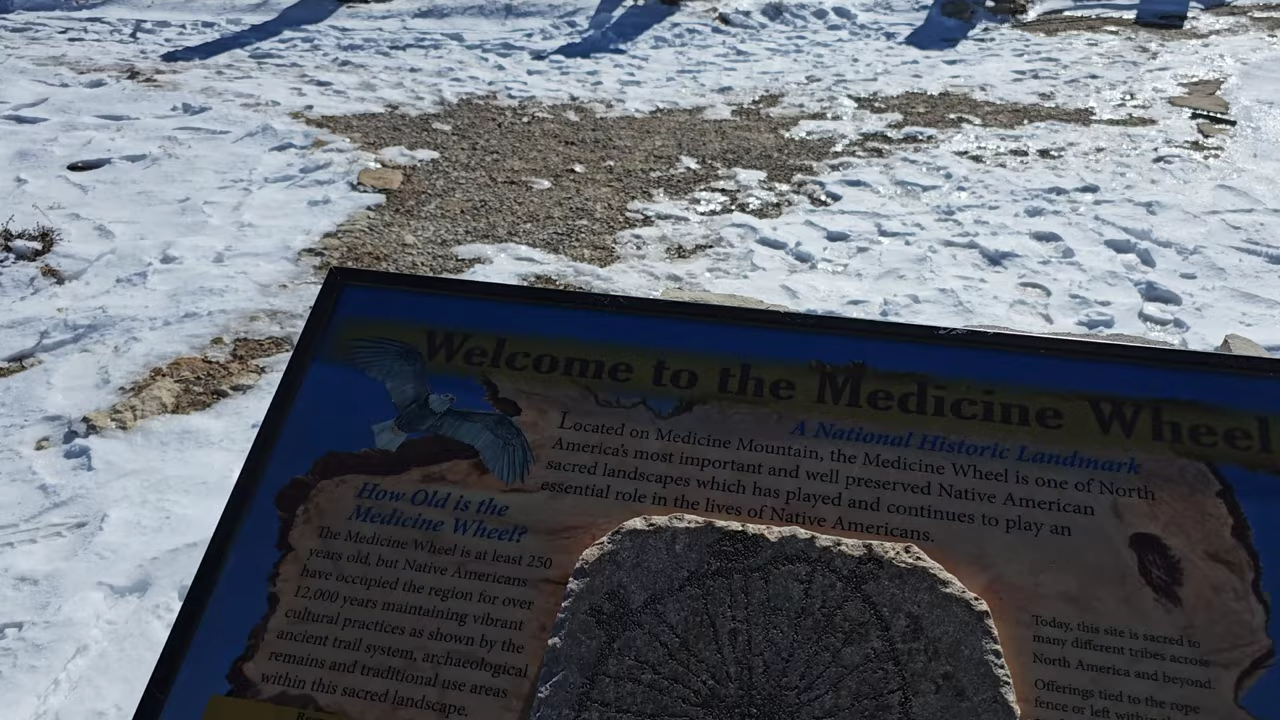 Welcome to the Medicine Wheel
A National Historic Landmark
Located on Medicine Mountain, the Medicine Wheel is one of North
America's most important and well preserved Native American
sacred landscapes which has played and continues to play an
essential role in the lives of Native Americans.
How Old is the
Medicine Wheel?
The Medicine Wheel is at least 250
years old, but Native Americans
have occupied the region for over
12,000 years maintaining vibrant
cultural practices as shown by the
ancient trail system, archaeological
remains and traditional use areas
within this sacred landscape.
Today, this site is sacred to
many different tribes across
North America and beyond.
Offerings tied to the rope
fence or left